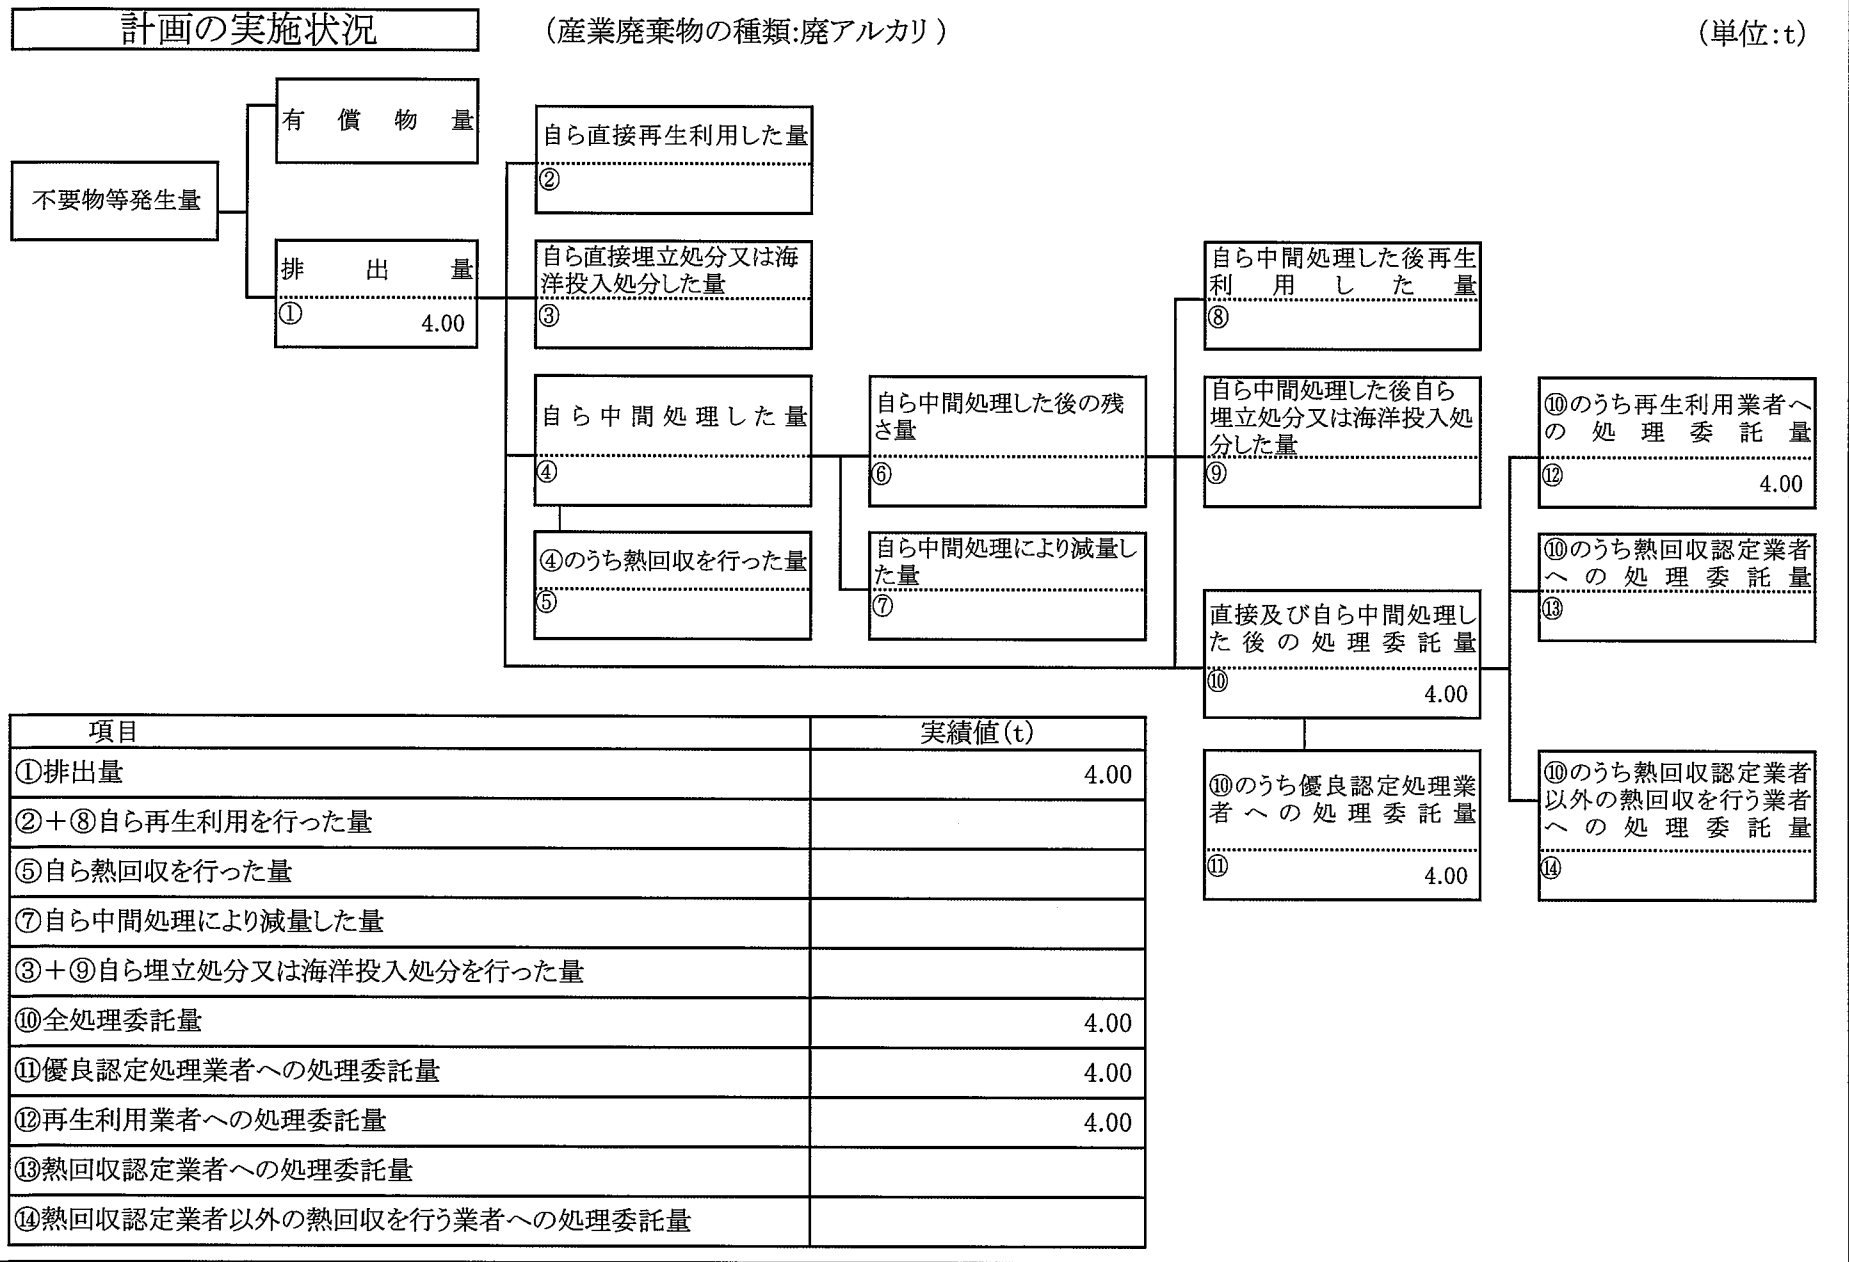 計画の実施状況
(産業廃棄物の種類:廃アルカリ)
(単位:t)
有償物量
不要物等発生量
排出量
①
4.00
自ら直接再生利用した量
②
自ら直接埋立処分又は海
洋投入処分した量
③
自ら中間処理した量
④
④のうち熱回収を行った量
⑤
自ら中間処理した後の残
さ量
⑥
自ら中間処理により減量し
た量
⑦
自ら中間処理した後再生
利用した量
⑧
自ら中間処理した後自ら
埋立処分又は海洋投入処
分した量
⑨
直接及び自ら中間処理し
た後の処理委託量
⑩
4.00
⑩のうち優良認定処理業
者への処理委託量
⑪
4.00
⑩のうち再生利用業者へ
の処理委託量
⑫
4.00
⑩のうち熱回収認定業者
への処理委託量
⑬
⑩のうち熱回収認定業者
以外の熱回収を行う業者
への処理委託量
⑭
項目 実績値(t)
①排出量 4.00
②+⑧自ら再生利用を行った量
⑤自ら熱回収を行った量
⑦自ら中間処理により減量した量
③+⑨自ら埋立処分又は海洋投入処分を行った量
⑩全処理委託量 4.00
⑪優良認定処理業者への処理委託量 4.00
⑫再生利用業者への処理委託量 4.00
⑬熱回収認定業者への処理委託量
⑭熱回収認定業者以外の熱回収を行う業者への処理委託量